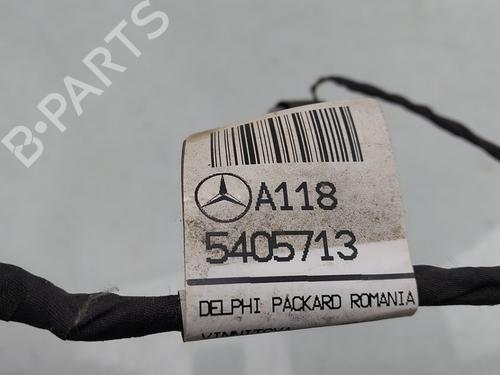 B-PARTS
A118
5405713
DELPHI PACKARD ROMANIA